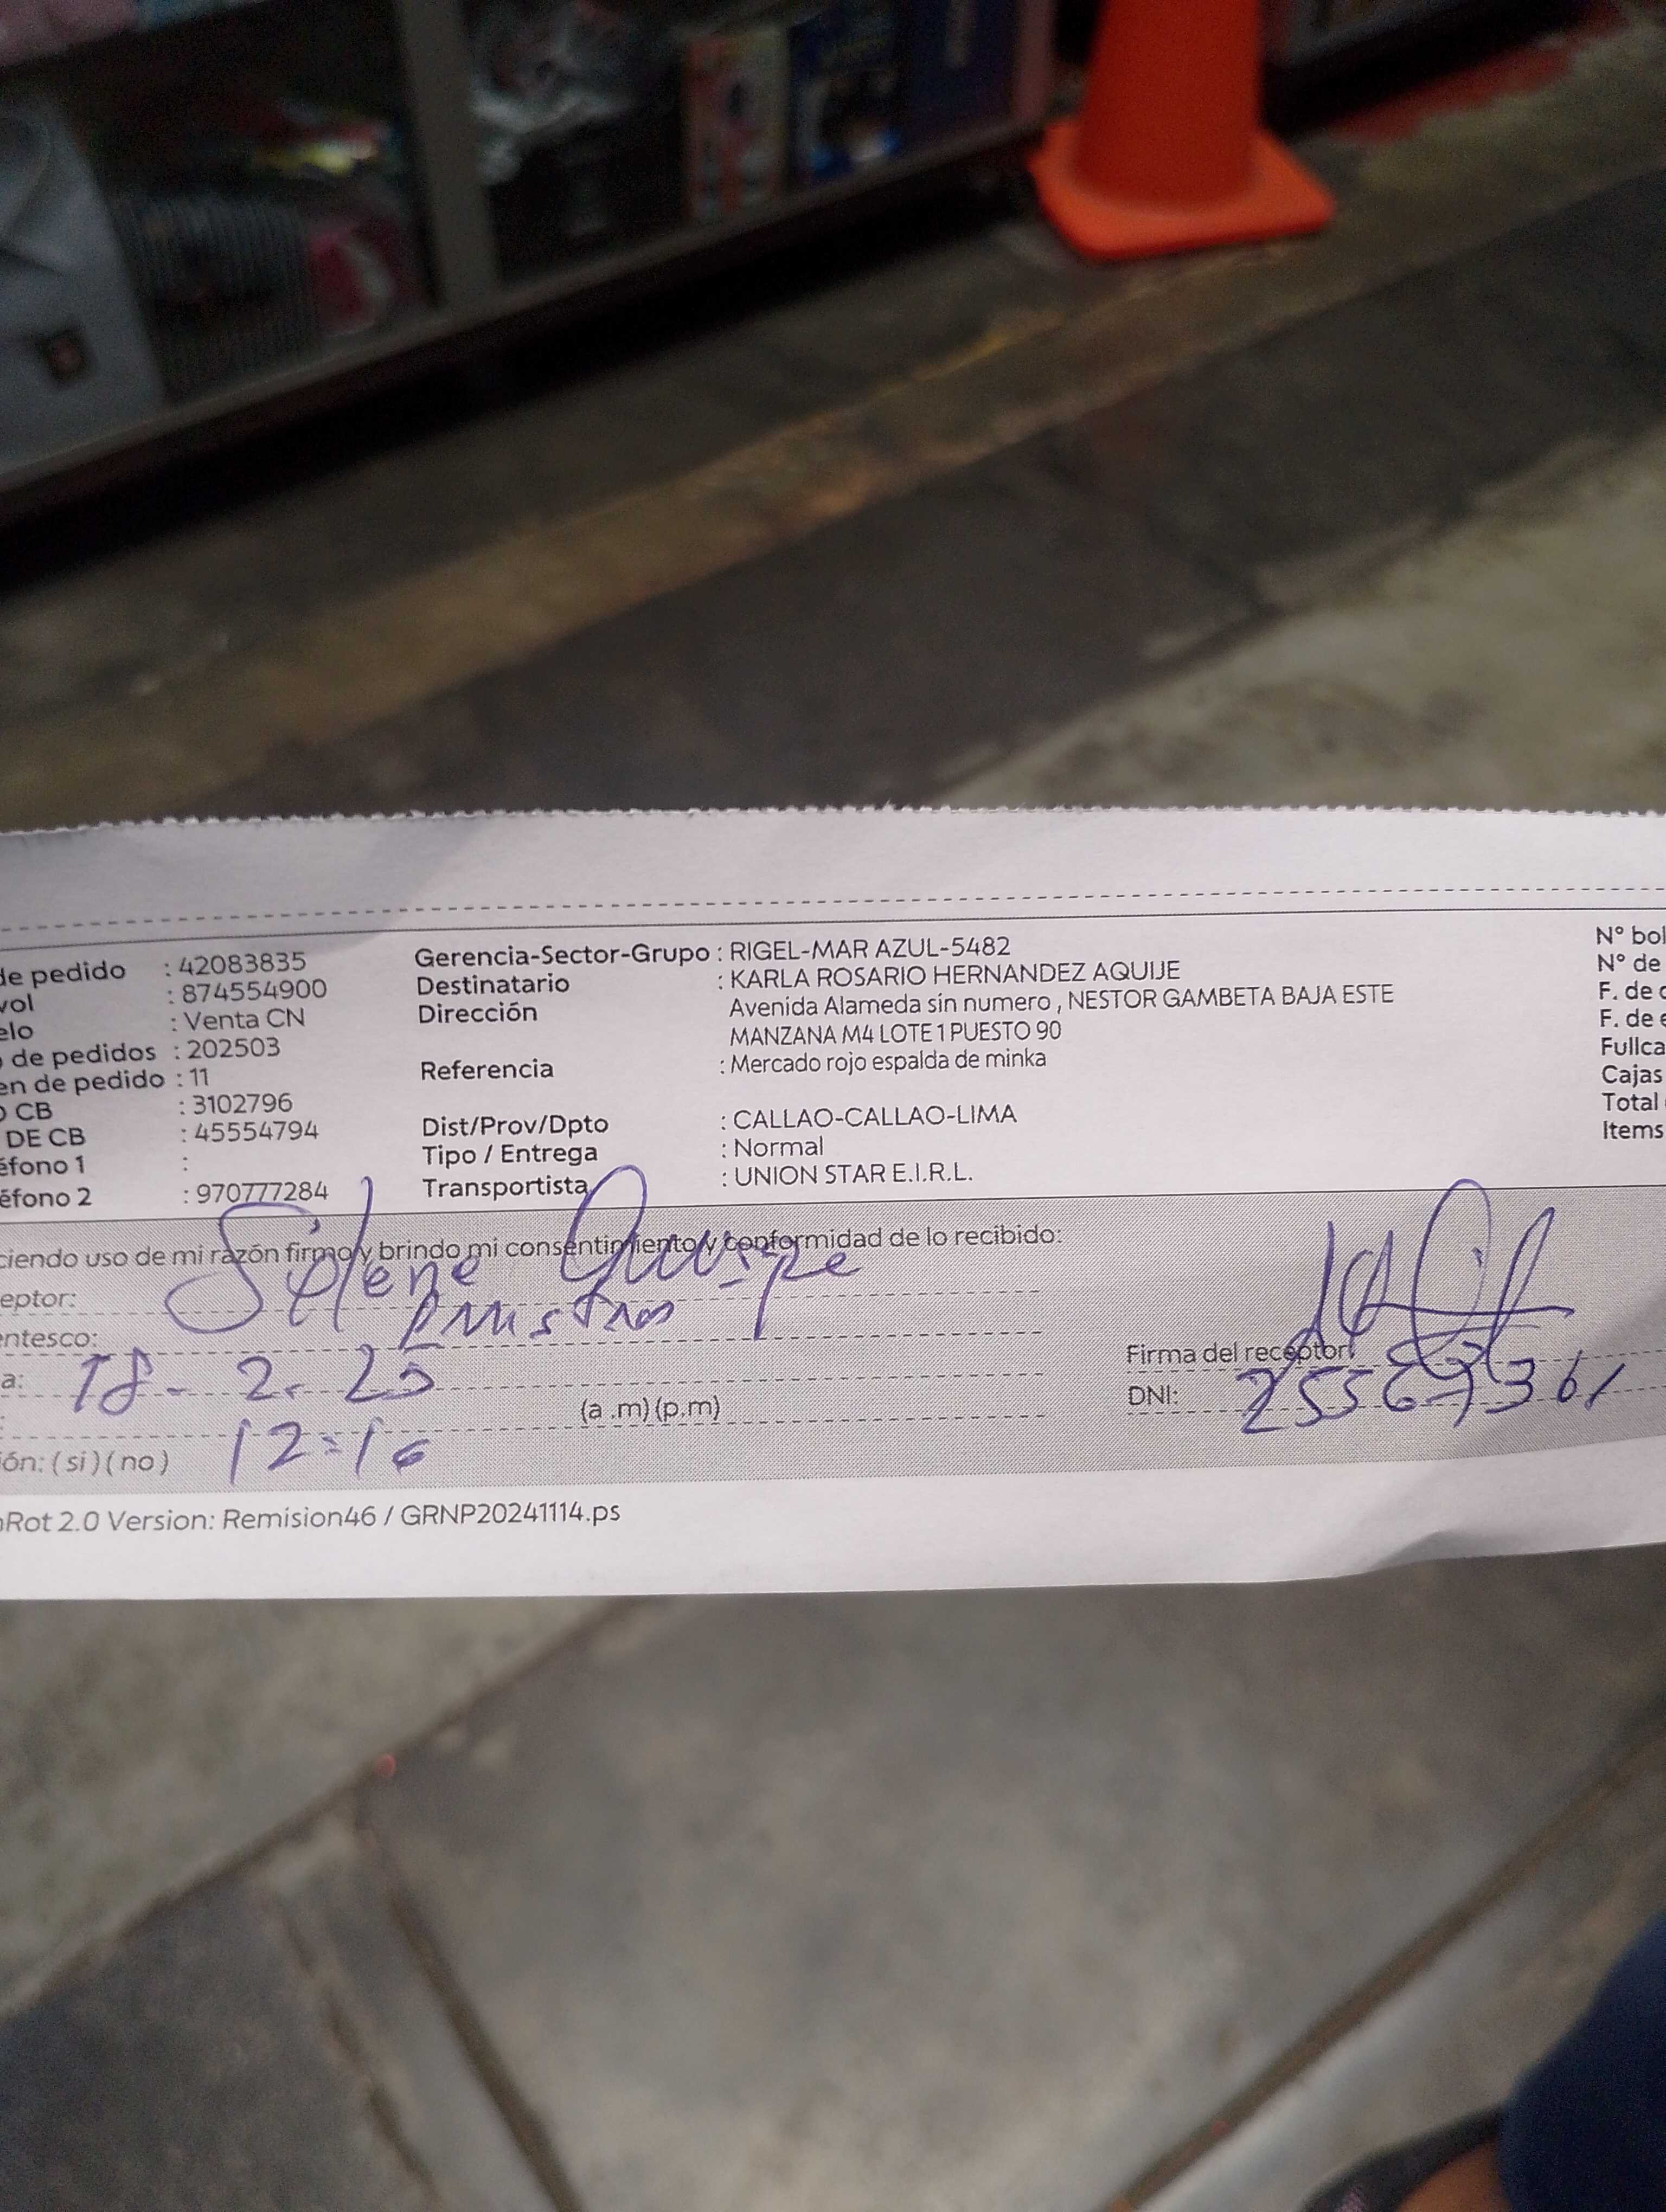 de pedido : 42083835 Gerencia-Sector-Grupo : RIGEL-MAR AZUL-5482 N° bol
vol : 874554900 Destinatario : KARLA ROSARIO HERNANDEZ AQUIJE N° de
elo : Venta CN Dirección Avenida Alameda sin numero , NESTOR GAMBETA BAJA ESTE F. de
de pedidos : 202503 MANZANA M4 LOTE 1 PUESTO 90 F. de e
en de pedido : 11 Referencia : Mercado rojo espalda de minka Fullca
CB : 3102796 Cajas
DE CB : 45554794 Dist/Prov/Dpto : CALLAO-CALLAO-LIMA Total
éfono 1 : Tipo / Entrega : Normal Items
éfono 2 : 970777284 Transportista : UNION STAR E.I.R.L.
ciendo uso de mi razón firmo y brindo mi consentimiento y conformidad de lo recibido:
eptor: Silene Quispe
entesco:
a: 18-2-25 Firma del receptor:
(a .m) (p.m) DNI:
ión: ( si ) ( no ) 12:16
Rot 2.0 Version: Remision46 / GRNP20241114.ps